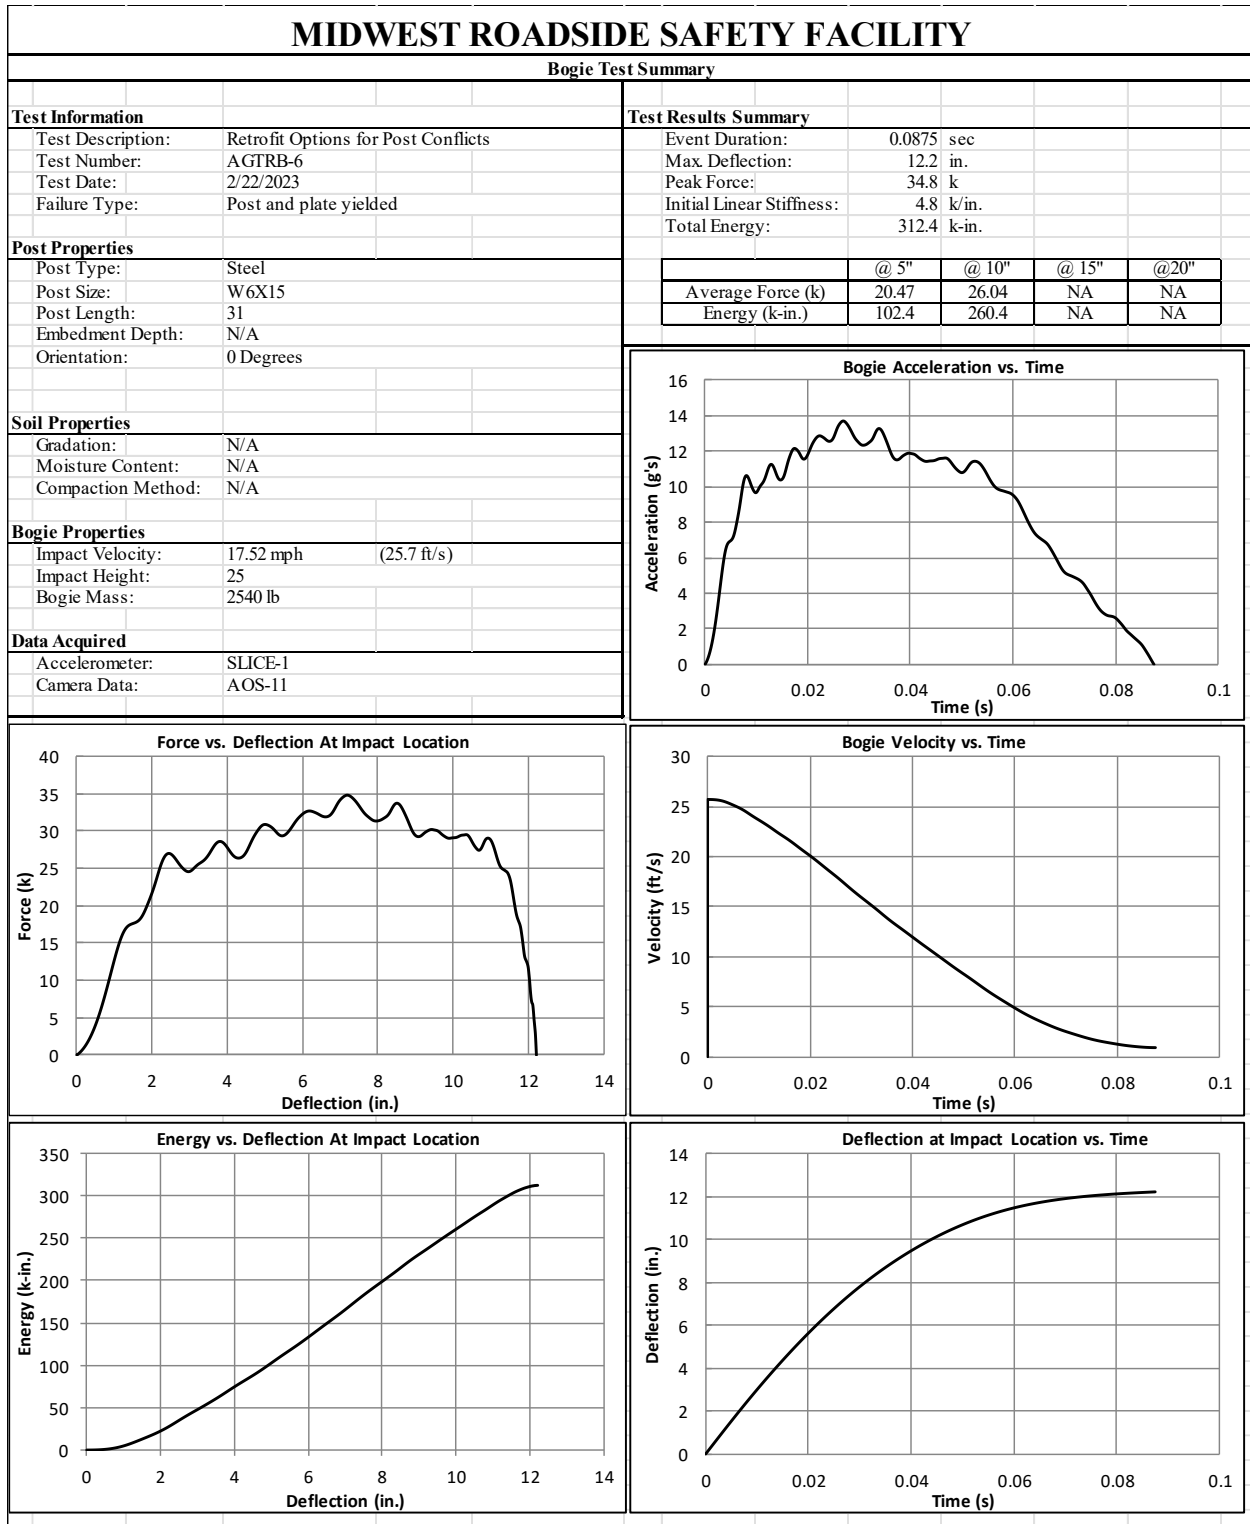 MIDWEST ROADSIDE SAFETY FACILITY
Bogie Test Summary
Test Information
Test Description: Retrofit Options for Post Conflicts
Test Number: AGTRB-6
Test Date: 2/22/2023
Failure Type: Post and plate yielded
Post Properties
Post Type: Steel
Post Size: W6X15
Post Length: 31
Embedment Depth: N/A
Orientation: 0 Degrees
Soil Properties
Gradation: N/A
Moisture Content: N/A
Compaction Method: N/A
Bogie Properties
Impact Velocity: 17.52 mph (25.7 ft/s)
Impact Height: 25
Bogie Mass: 2540 lb
Data Acquired
Accelerometer: SLICE-1
Camera Data: AOS-11
Test Results Summary
Event Duration: 0.0875 sec
Max. Deflection: 12.2 in.
Peak Force: 34.8 k
Initial Linear Stiffness: 4.8 k/in.
Total Energy: 312.4 k-in.
@ 5" @ 10" @ 15" @20"
Average Force (k) 20.47 26.04 NA NA
Energy (k-in.) 102.4 260.4 NA NA
Bogie Acceleration vs. Time
Acceleration (g's)
16
14
12
10
8
6
4
2
0
0 0.02 0.04 0.06 0.08 0.1
Time (s)
Force vs. Deflection At Impact Location
Force (k)
40
35
30
25
20
15
10
5
0
0 2 4 6 8 10 12 14
Deflection (in.)
Bogie Velocity vs. Time
Velocity (ft/s)
30
25
20
15
10
5
0
0 0.02 0.04 0.06 0.08 0.1
Time (s)
Energy vs. Deflection At Impact Location
Energy (k-in.)
350
300
250
200
150
100
50
0
0 2 4 6 8 10 12 14
Deflection (in.)
Deflection at Impact Location vs. Time
Deflection (in.)
14
12
10
8
6
4
2
0
0 0.02 0.04 0.06 0.08 0.1
Time (s)